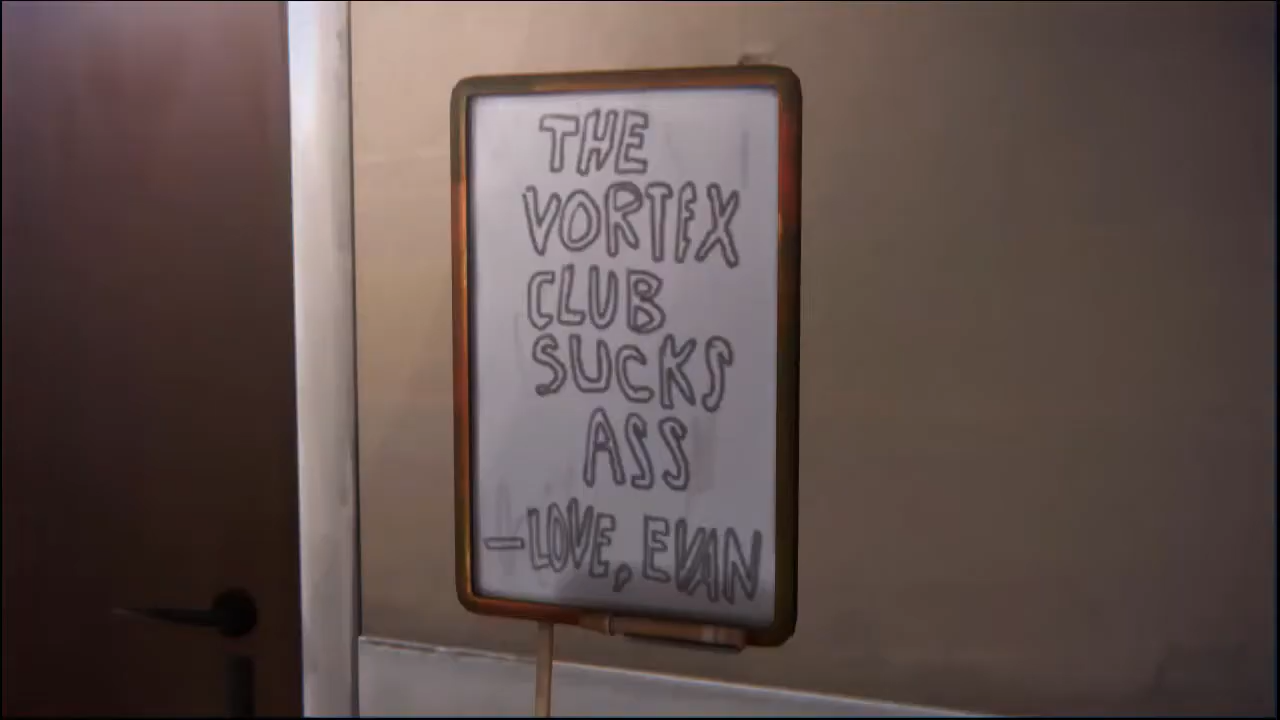 THE
VORTEX
CLUB
SUCKS
ASS
-LOVE, EVAN